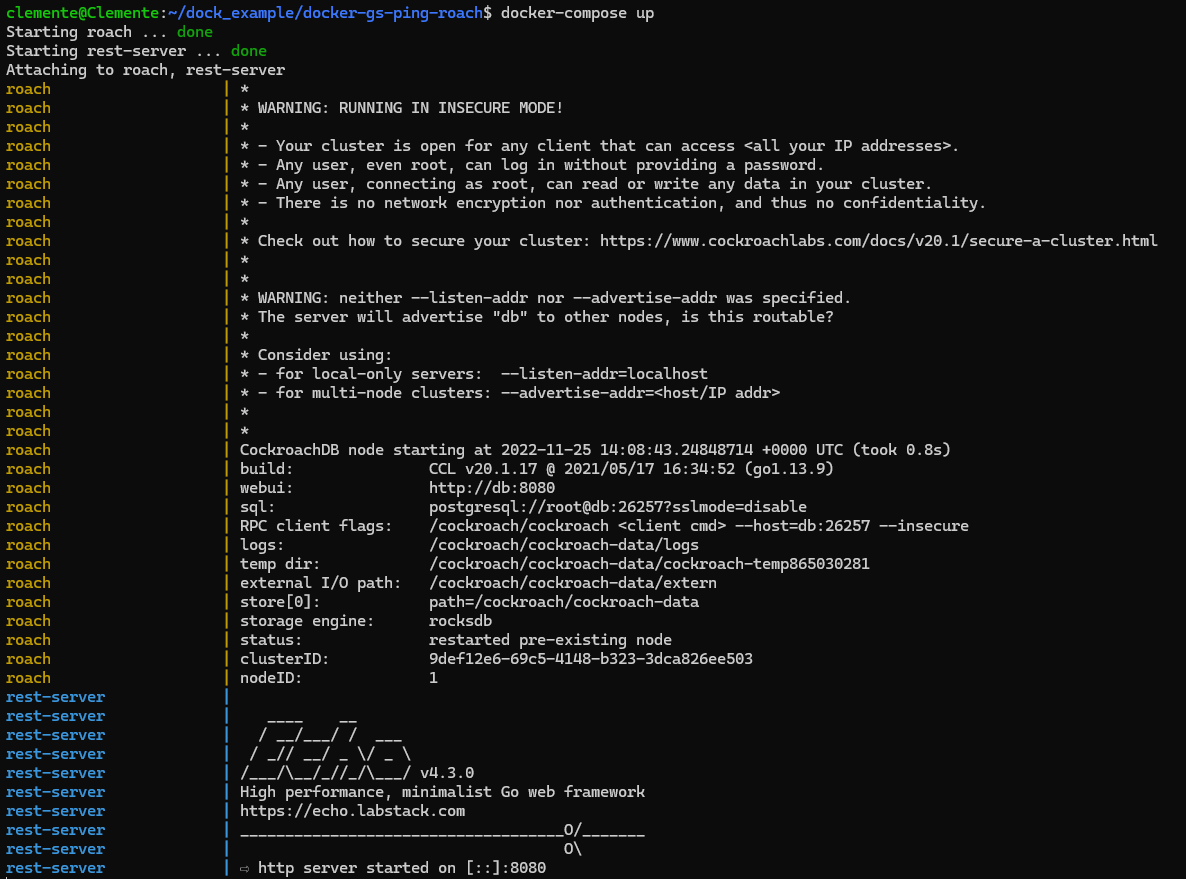 clemente@Clemente:~/dock_example/docker-gs-ping-roach$ docker-compose up
Starting roach ... done
Starting rest-server ... done
Attaching to roach, rest-server
roach                   | *
roach                   | * WARNING: RUNNING IN INSECURE MODE!
roach                   | *
roach                   | * - Your cluster is open for any client that can access <all your IP addresses>.
roach                   | * - Any user, even root, can log in without providing a password.
roach                   | * - Any user, connecting as root, can read or write any data in your cluster.
roach                   | * - There is no network encryption nor authentication, and thus no confidentiality.
roach                   | *
roach                   | * Check out how to secure your cluster: https://www.cockroachlabs.com/docs/v20.1/secure-a-cluster.html
roach                   | *
roach                   | *
roach                   | * WARNING: neither --listen-addr nor --advertise-addr was specified.
roach                   | * The server will advertise "db" to other nodes, is this routable?
roach                   | *
roach                   | * Consider using:
roach                   | * - for local-only servers:  --listen-addr=localhost
roach                   | * - for multi-node clusters: --advertise-addr=<host/IP addr>
roach                   | *
roach                   | *
roach                   | CockroachDB node starting at 2022-11-25 14:08:43.24848714 +0000 UTC (took 0.8s)
roach                   | build:               CCL v20.1.17 @ 2021/05/17 16:34:52 (go1.13.9)
roach                   | webui:               http://db:8080
roach                   | sql:                 postgresql://root@db:26257?sslmode=disable
roach                   | RPC client flags:    /cockroach/cockroach <client cmd> --host=db:26257 --insecure
roach                   | logs:                /cockroach/cockroach-data/logs
roach                   | temp dir:            /cockroach/cockroach-data/cockroach-temp865030281
roach                   | external I/O path:   /cockroach/cockroach-data/extern
roach                   | store[0]:            path=/cockroach/cockroach-data
roach                   | storage engine:      rocksdb
roach                   | status:              restarted pre-existing node
roach                   | clusterID:           9def12e6-69c5-4148-b323-3dca826ee503
roach                   | nodeID:              1
rest-server             |
rest-server             |    ____    __
rest-server             |   / __/___/ /  ___
rest-server             |  / _// __/ _ \/ _ \
rest-server             | /___/\__/_//_/\___/ v4.3.0
rest-server             | High performance, minimalist Go web framework
rest-server             | https://echo.labstack.com
rest-server             | ____________________________________O/_______
rest-server             |                                     O\
rest-server             | ⇨ http server started on [::]:8080